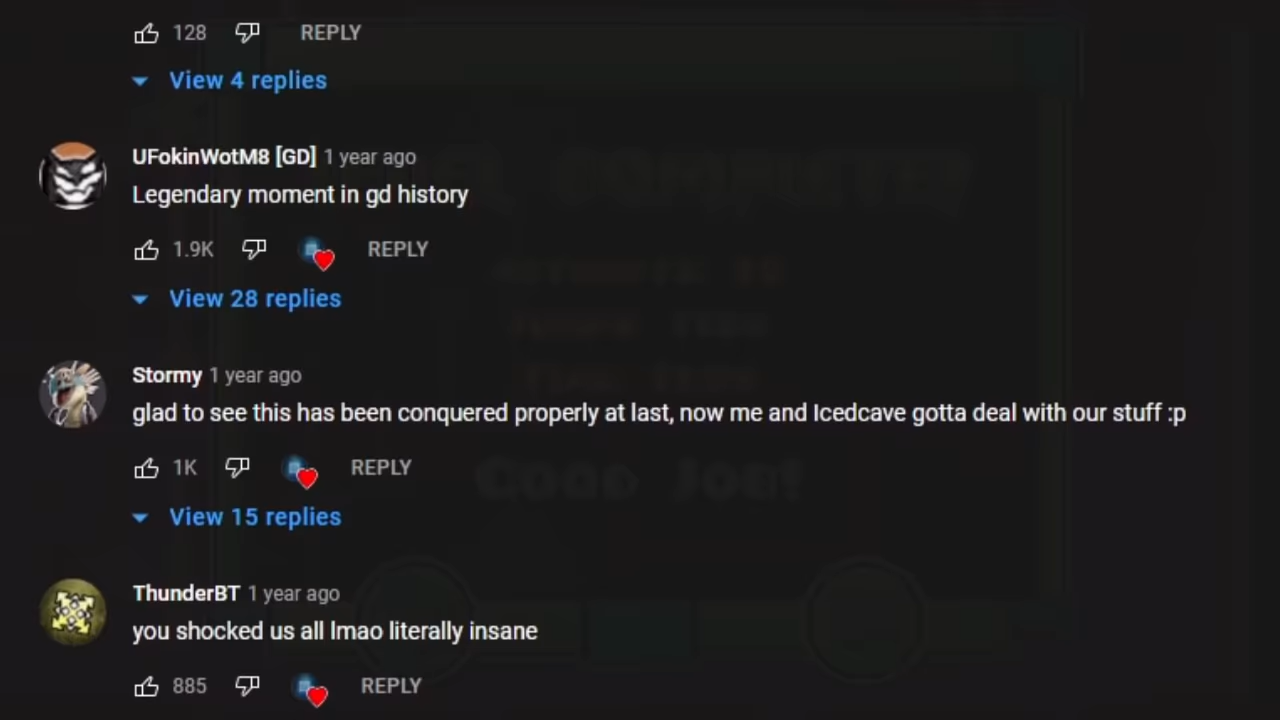 128 REPLY
View 4 replies
UFokinWotM8 [GD] 1 year ago
Legendary moment in gd history
1.9K REPLY
View 28 replies
Stormy 1 year ago
glad to see this has been conquered properly at last, now me and Icedcave gotta deal with our stuff :p
1K REPLY
View 15 replies
Good Job!
ThunderBT 1 year ago
you shocked us all lmao literally insane
885 REPLY